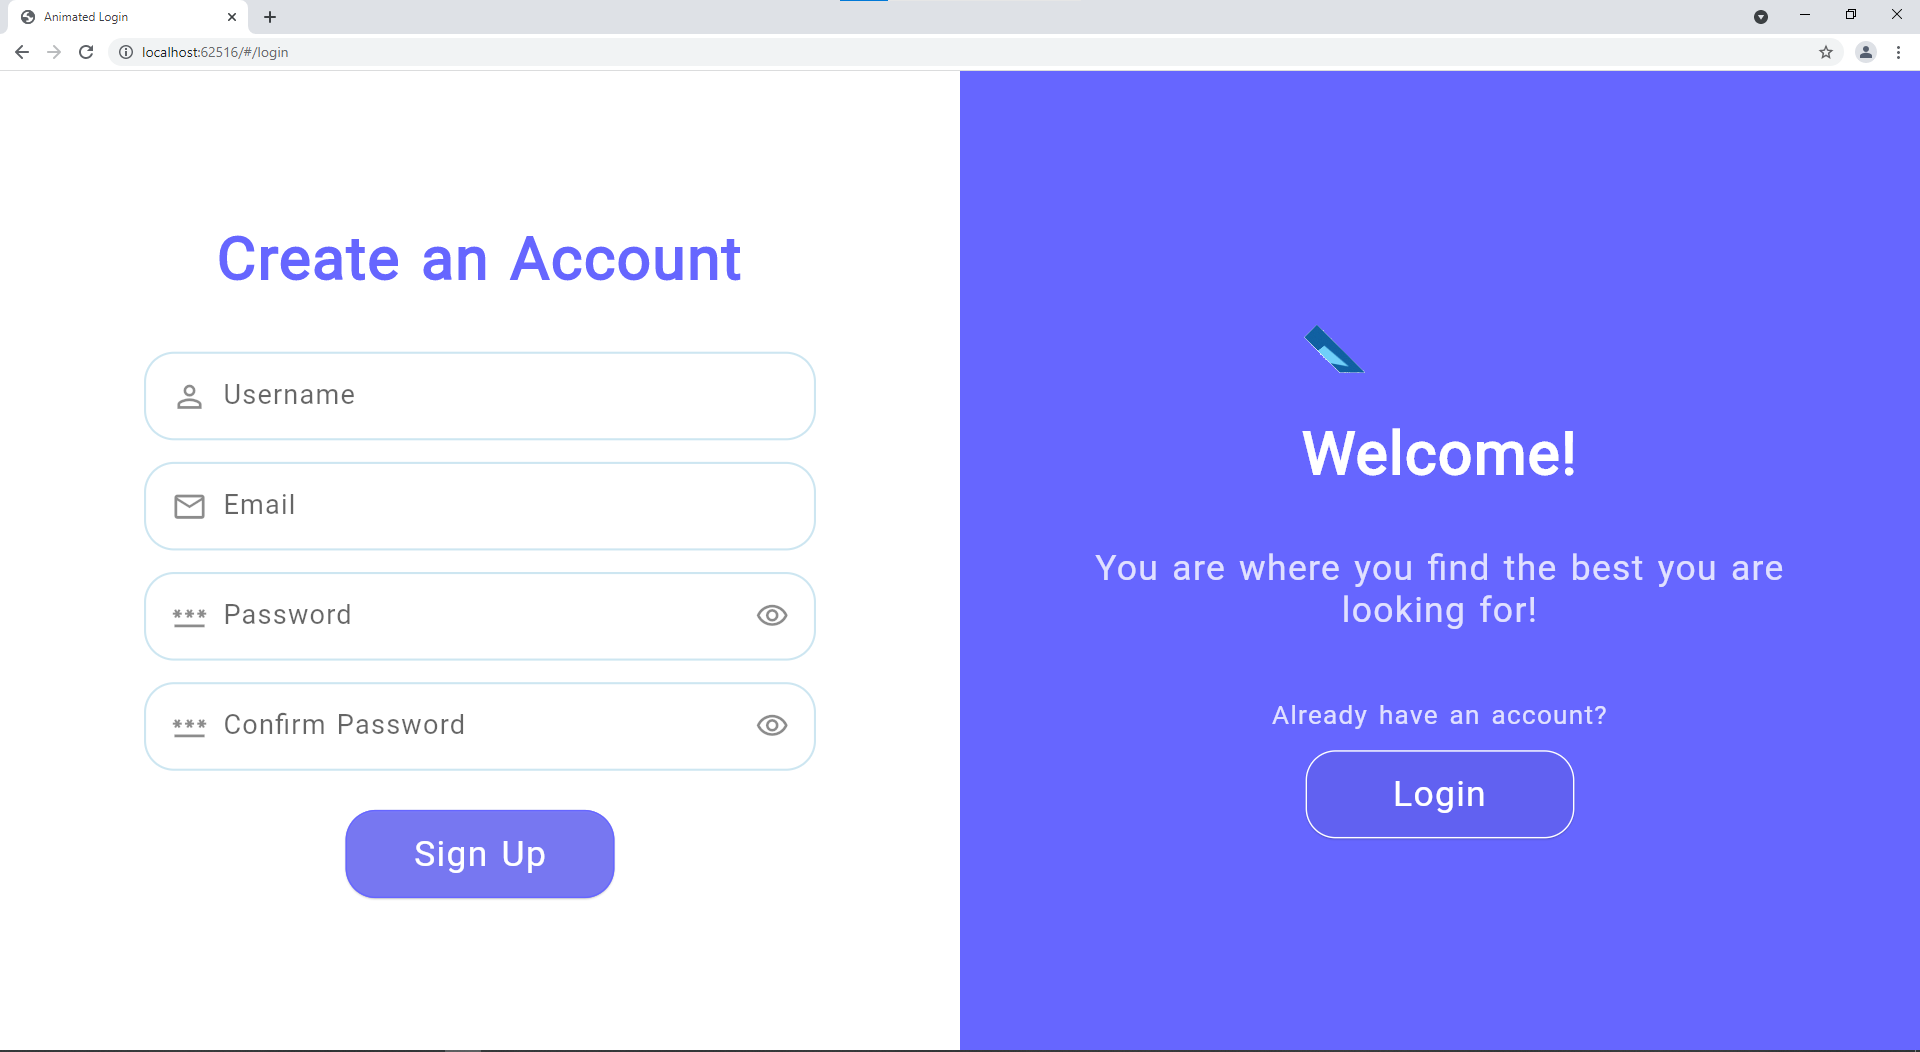 Animated Login
localhost:62516/#/login
Create an Account
Username
Email
*** Password
*** Confirm Password
Sign Up
Welcome!
You are where you find the best you are
looking for!
Already have an account?
Login